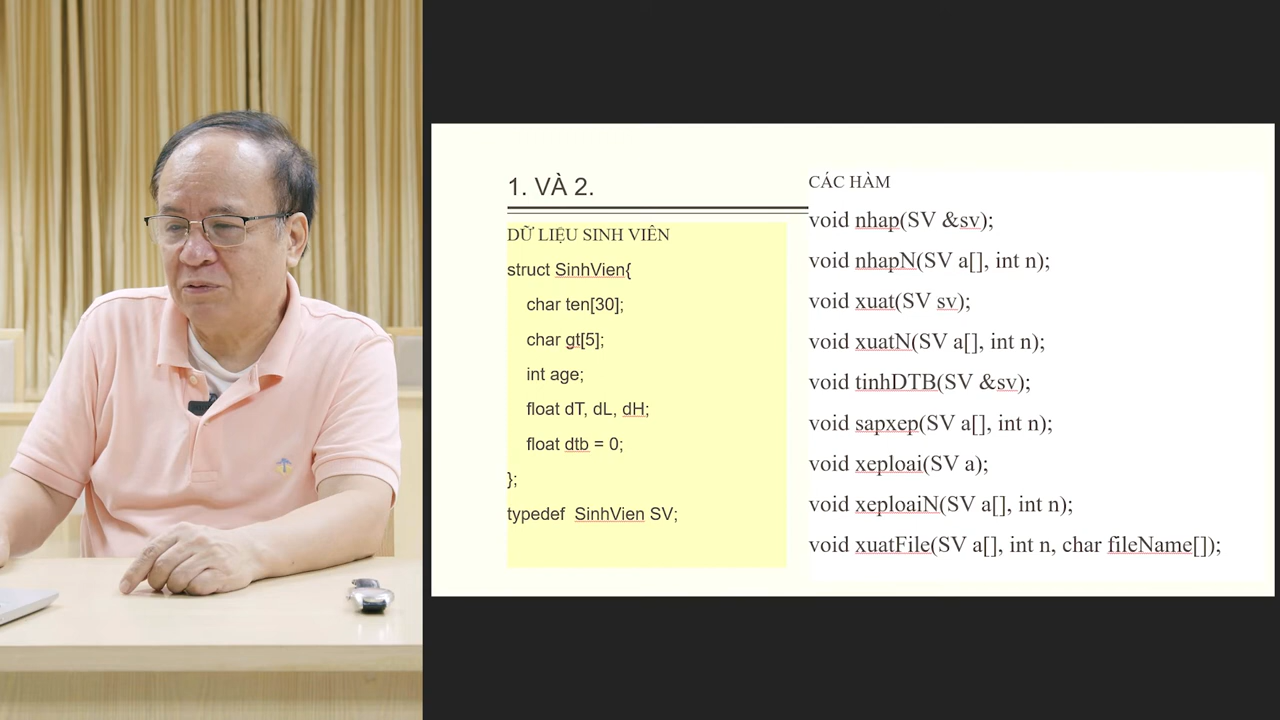 1. VÀ 2.
DỮ LIỆU SINH VIÊN
struct SinhVien{
char ten[30];
char gt[5];
int age;
float dT, dL, dH;
float dtb = 0;
};
typedef SinhVien SV;
CÁC HÀM
void nhap(SV &sv);
void nhapN(SV a[], int n);
void xuat(SV sv);
void xuatN(SV a[], int n);
void tinhDTB(SV &sv);
void sapxep(SV a[], int n);
void xeploai(SV a);
void xeploaiN(SV a[], int n);
void xuatFile(SV a[], int n, char fileName[]);